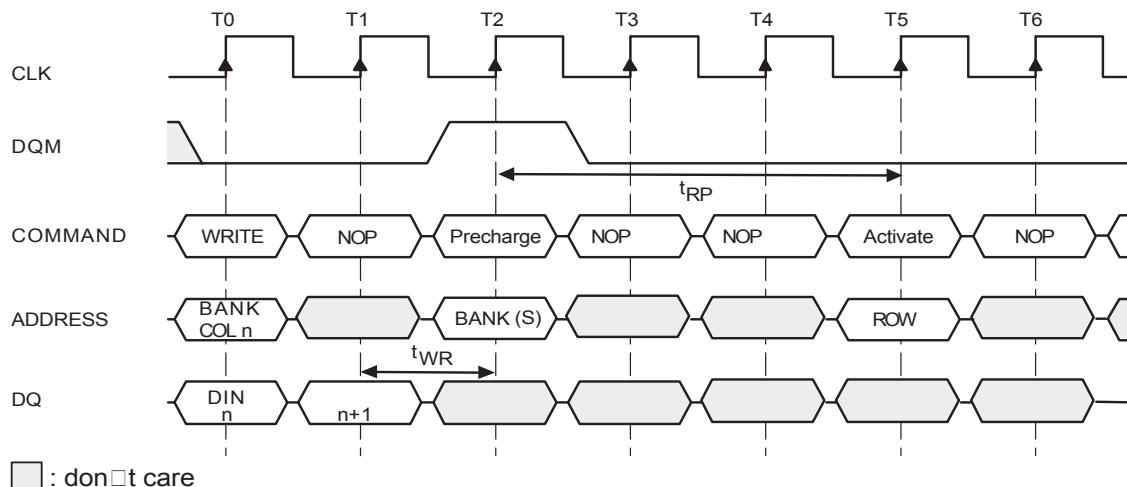 T0 T1 T2 T3 T4 T5 T6
CLK
DQM
tRP
COMMAND WRITE NOP Precharge NOP NOP Activate NOP
ADDRESS BANK COL n BANK (S) ROW
tWR
DQ DIN n n+1
: don□t care